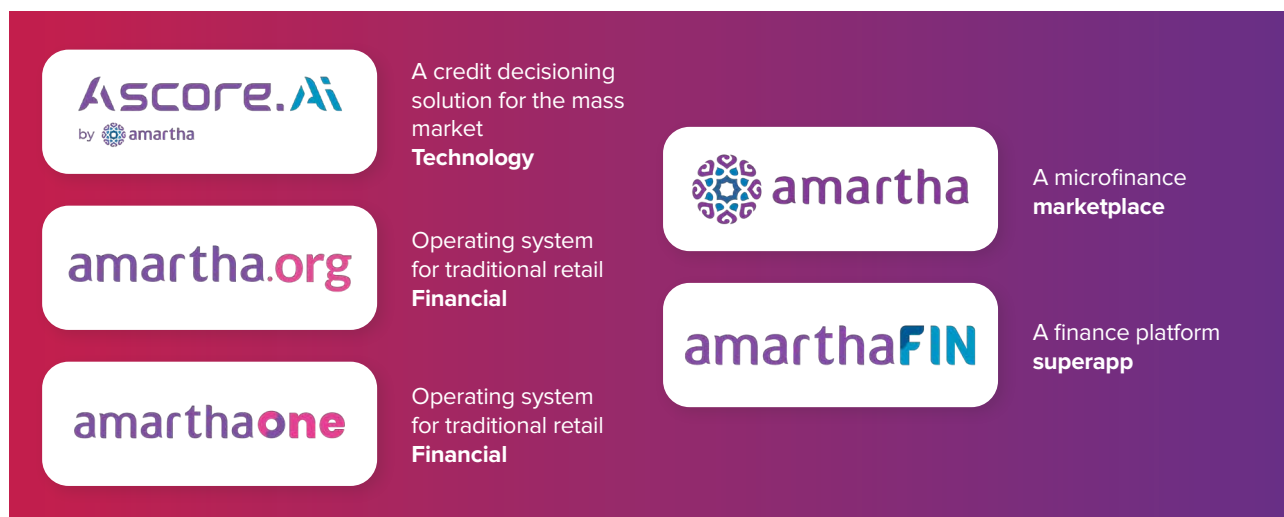 Ascore.Ai
by amartha
A credit decisioning
solution for the mass
market
Technology
amartha.org
Operating system
for traditional retail
Financial
amarthaone
Operating system
for traditional retail
Financial
amartha
A microfinance
marketplace
amarthaFIN
A finance platform
superapp